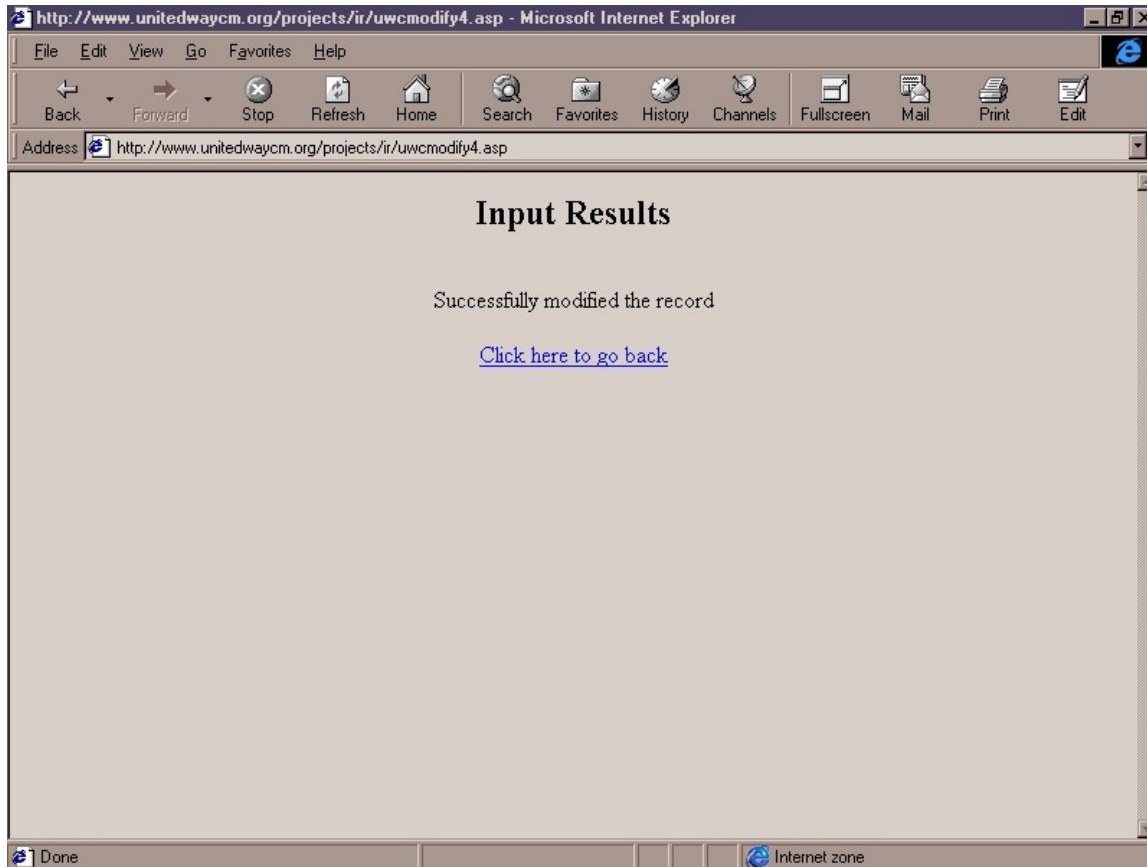 http://www.unitedwaycm.org/projects/ir/uwcmodify4.asp - Microsoft Internet Explorer
File Edit View Go Favorites Help
Back Forward Stop Refresh Home Search Favorites History Channels Fullscreen Mail Print Edit
Address http://www.unitedwaycm.org/projects/ir/uwcmodify4.asp
Input Results
Successfully modified the record
Click here to go back
Done Internet zone